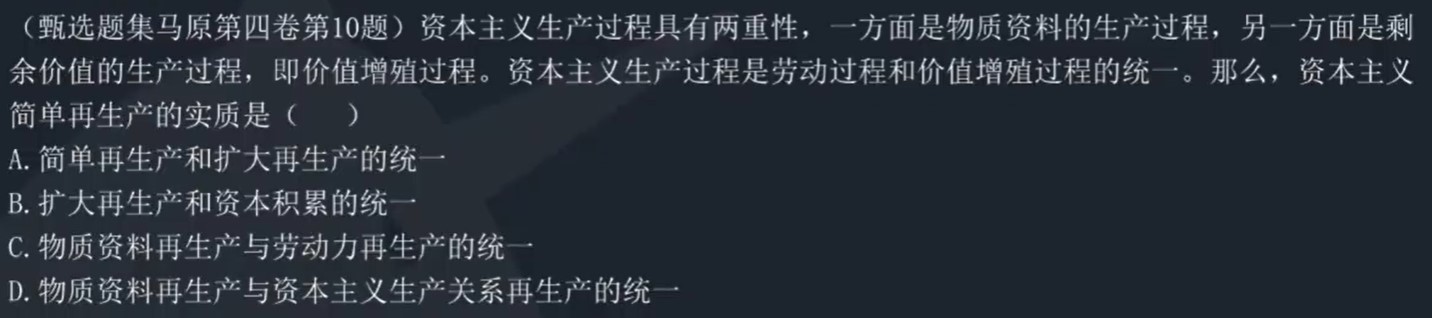 （甄选题集马原第四卷第10题）资本主义生产过程具有两重性，一方面是物质资料的生产过程，另一方面是剩
余价值的生产过程，即价值增殖过程。资本主义生产过程是劳动过程和价值增殖过程的统一。那么，资本主义
简单再生产的实质是（　　）
A.简单再生产和扩大再生产的统一
B.扩大再生产和资本积累的统一
C.物质资料再生产与劳动力再生产的统一
D.物质资料再生产与资本主义生产关系再生产的统一